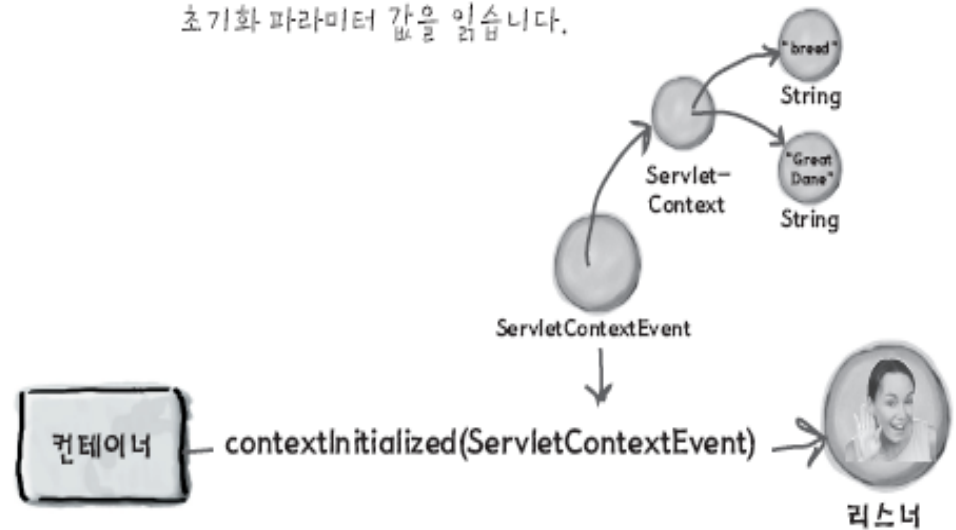 초기화 파라미터 값을 읽습니다.
"breed"
String
"Great
Dane"
String
Servlet-
Context
ServletContextEvent
컨테이너
contextInitialized(ServletContextEvent)
리스너